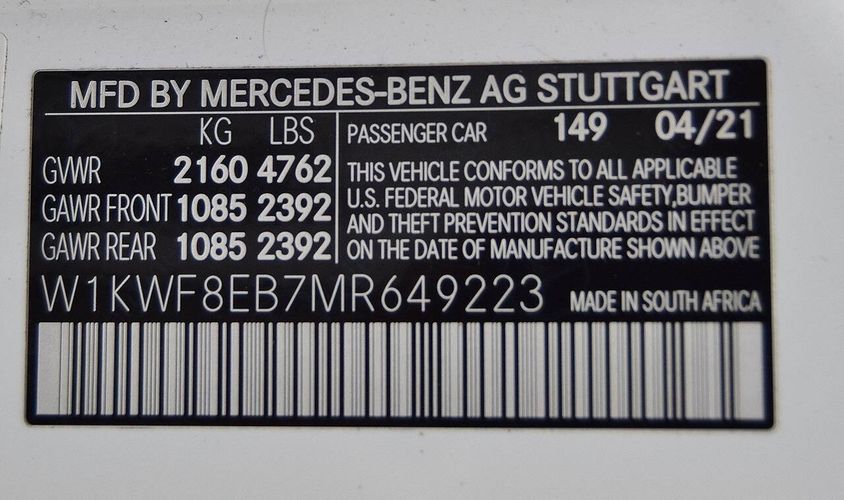 MFD BY MERCEDES-BENZ AG STUTTGART
KG LBS
GVWR 2160 4762
GAWR FRONT 1085 2392
GAWR REAR 1085 2392
PASSENGER CAR 149 04/21
THIS VEHICLE CONFORMS TO ALL APPLICABLE
U.S. FEDERAL MOTOR VEHICLE SAFETY,BUMPER
AND THEFT PREVENTION STANDARDS IN EFFECT
ON THE DATE OF MANUFACTURE SHOWN ABOVE
W1KWF8EB7MR649223 MADE IN SOUTH AFRICA